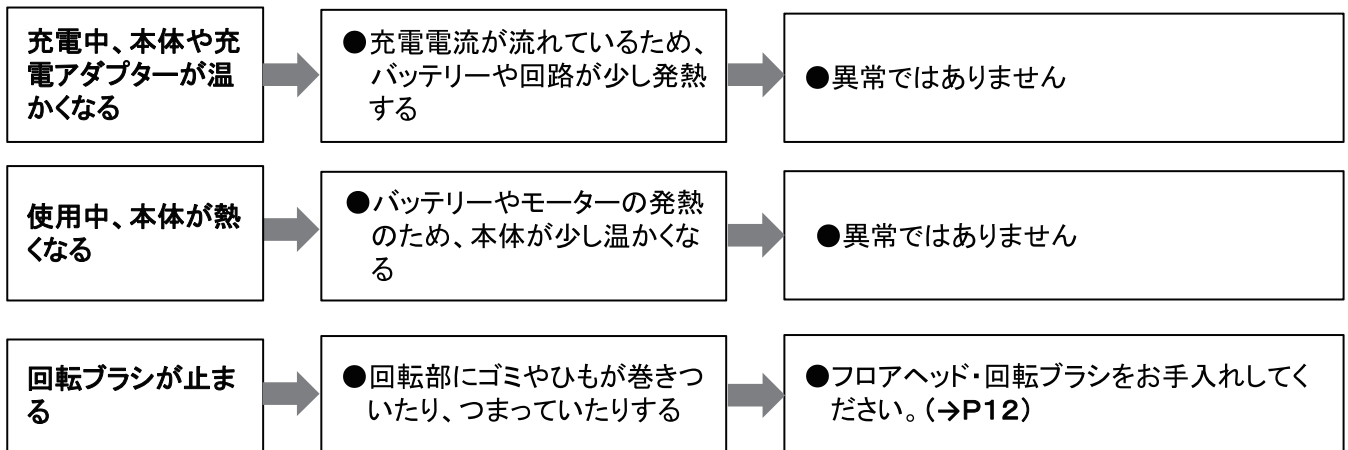 充電中、本体や充
電アダプターが温
かくなる
●充電電流が流れているため、
バッテリーや回路が少し発熱
する
●異常ではありません
使用中、本体が熱
くなる
●バッテリーやモーターの発熱
のため、本体が少し温かくな
る
●異常ではありません
回転ブラシが止ま
る
●回転部にゴミやひもが巻きつ
いたり、つまっていたりする
●フロアヘッド・回転ブラシをお手入れしてく
ださい。(→P12)